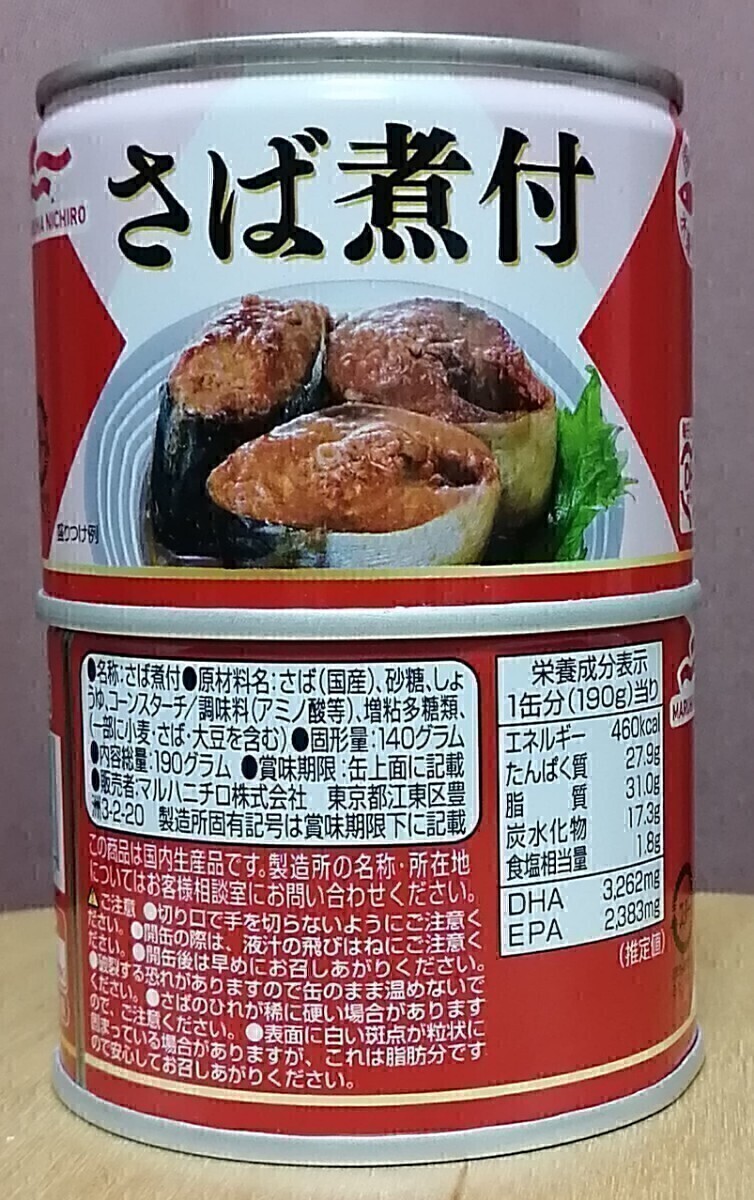 MARUHA NICHIRO
さば煮付
盛りつけ例
●名称:さば煮付●原材料名:さば(国産)、砂糖、しょ
うゆ、コーンスターチ/調味料(アミノ酸等)、増粘多糖類、
(一部に小麦・さば・大豆を含む)●固形量:140グラム
●内容総量:190グラム ●賞味期限:缶上面に記載
●販売者:マルハニチロ株式会社 東京都江東区豊
洲3-2-20 製造所固有記号は賞味期限下に記載
この商品は国内生産品です。製造所の名称・所在地
についてはお客様相談室にお問い合わせください。
ご注意 ●切り口で手を切らないようにご注意く
ださい。●開缶の際は、液汁の飛びはねにご注意く
ださい。●開缶後は早めにお召しあがりください。
●破裂する恐れがありますので缶のまま温めないで
ください。●さばのひれが稀に硬い場合があります
ので、ご注意ください。●表面に白い斑点が粒状に
固まっている場合がありますが、これは脂肪分です
ので安心してお召しあがりください。
栄養成分表示
1缶分(190g)当り
エネルギー 460kcal
たんぱく質 27.9g
脂質 31.0g
炭水化物 17.3g
食塩相当量 1.8g
DHA 3,262mg
EPA 2,383mg
(推定値)